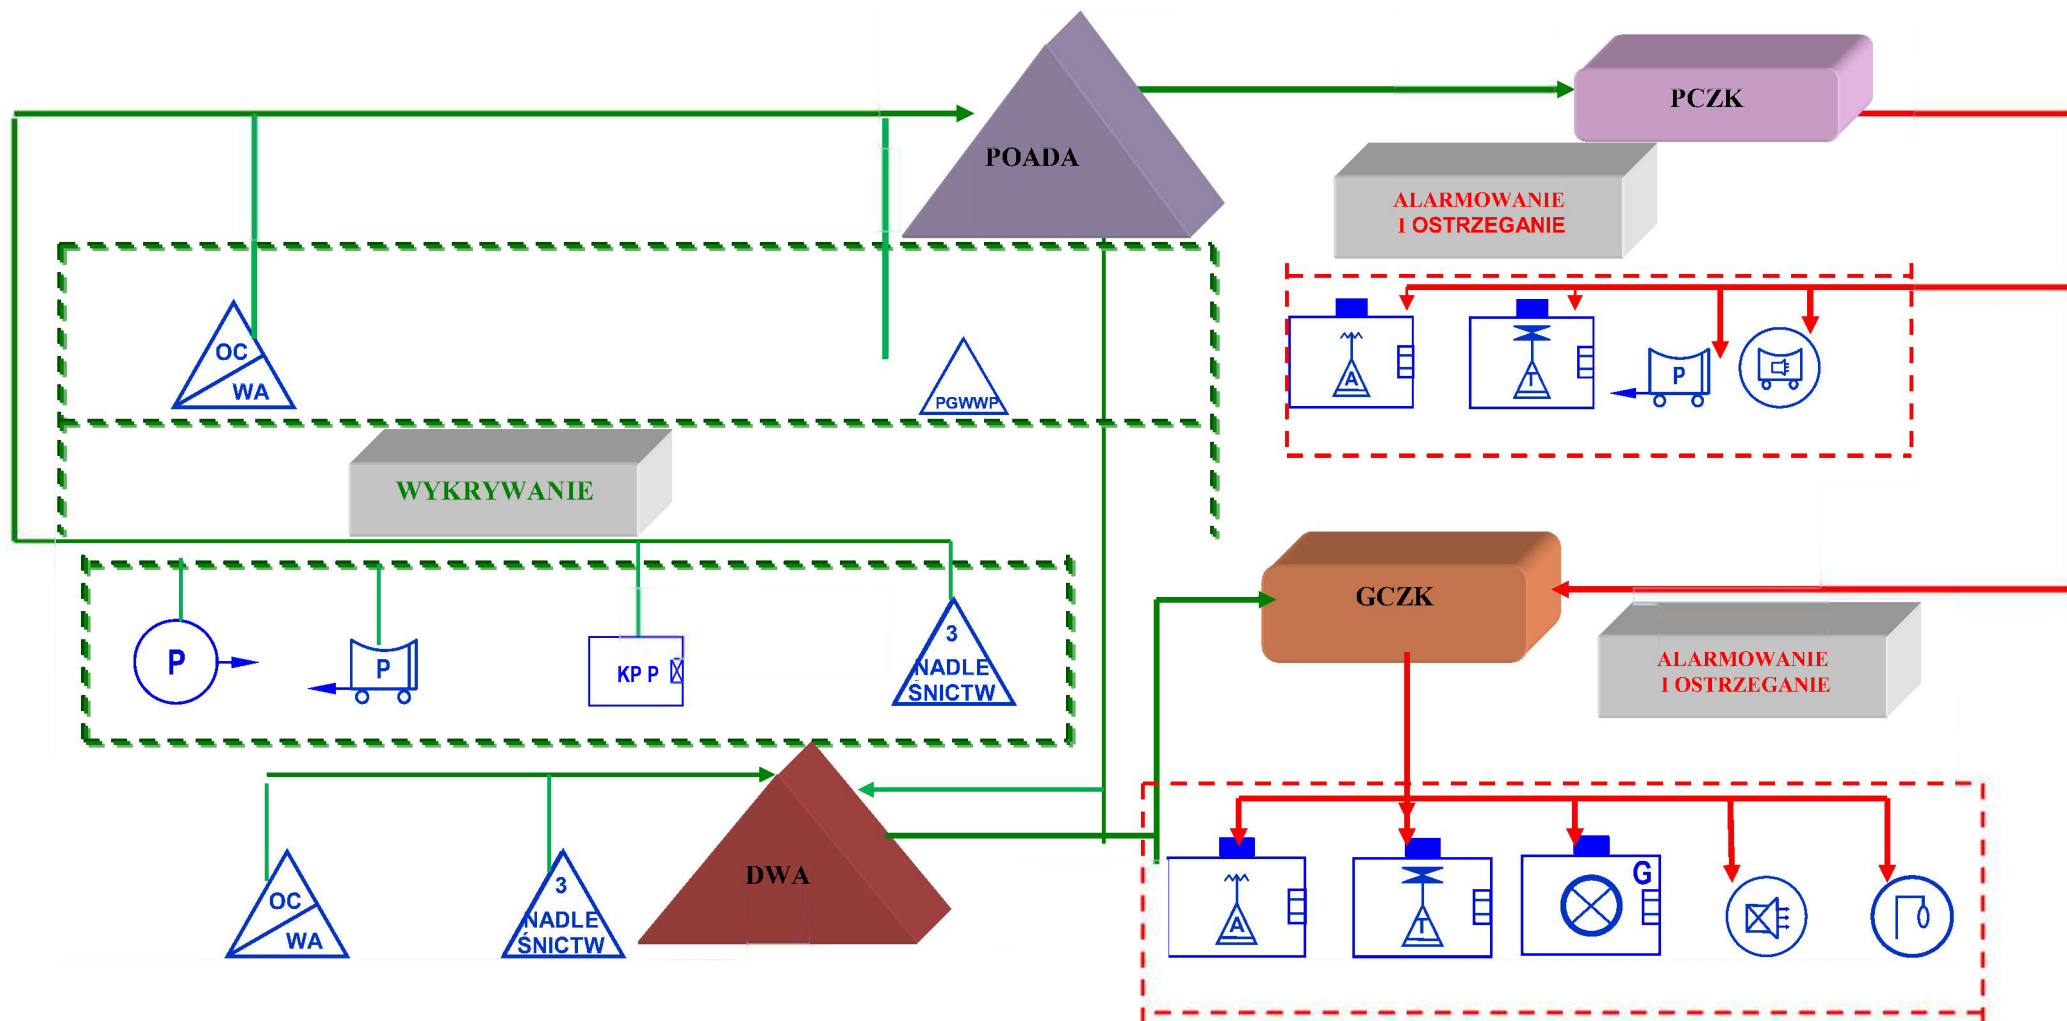 PCZK
POADA
ALARMOWANIE
I OSTRZEGANIE
OC
WA
PGWWP
A
T
P
WYKRYWANIE
GCZK
P
P
KP P
3
NADLE
ŚNICTW
ALARMOWANIE
I OSTRZEGANIE
DWA
OC
WA
3
NADLE
ŚNICTW
A
T
G